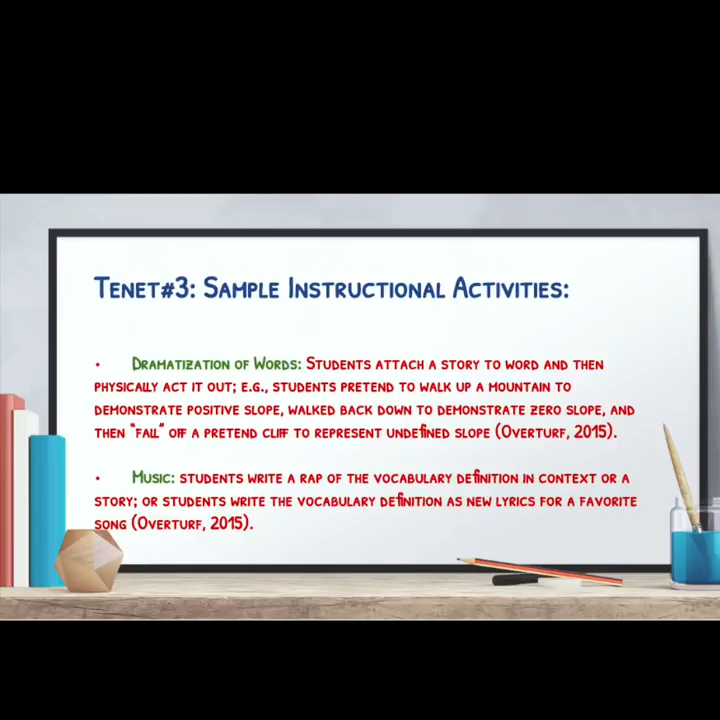 Tenet#3: Sample Instructional Activities:
• Dramatization of Words: Students attach a story to word and then
physically act it out; e.g., students pretend to walk up a mountain to
demonstrate positive slope, walked back down to demonstrate zero slope, and
then "fall" off a pretend cliff to represent undefined slope (Overturf, 2015).
• Music: students write a rap of the vocabulary definition in context or a
story; or students write the vocabulary definition as new lyrics for a favorite
song (Overturf, 2015).